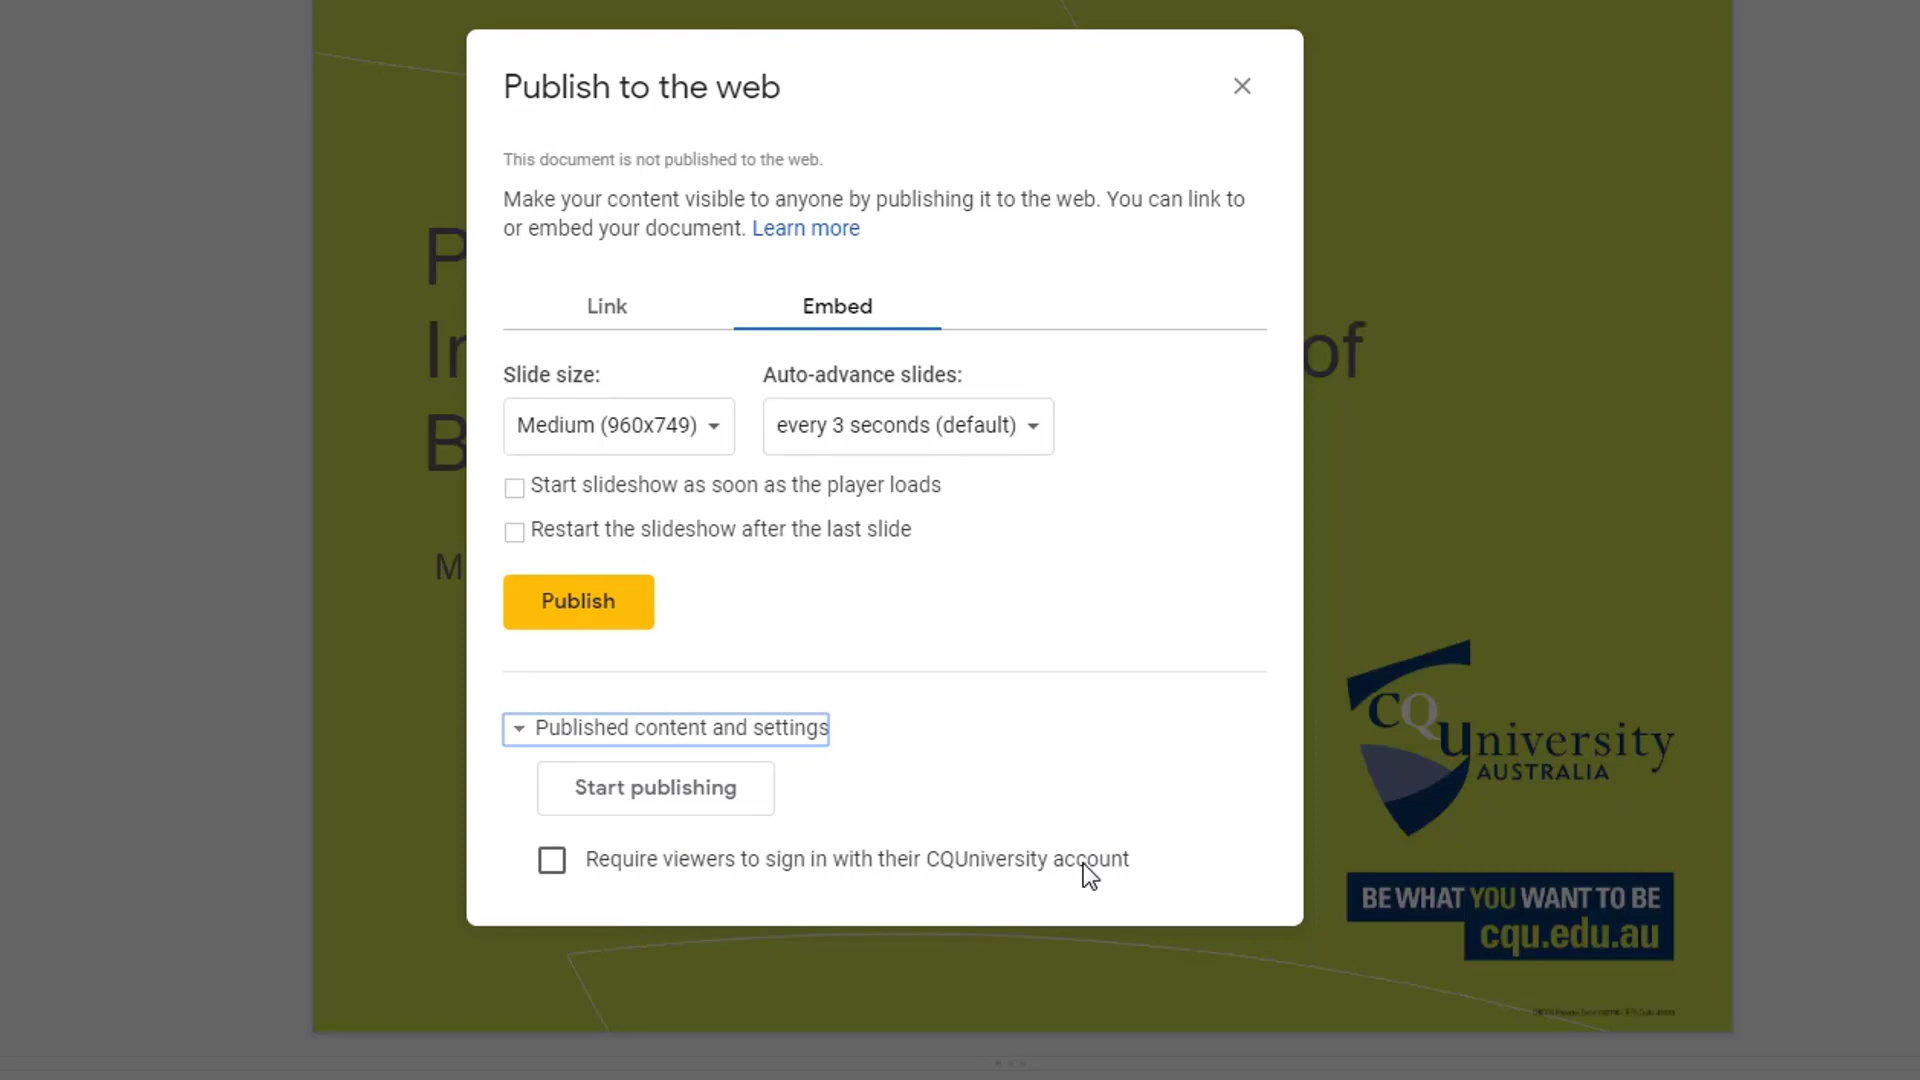 Publish to the web
This document is not published to the web.
Make your content visible to anyone by publishing it to the web. You can link to
or embed your document. Learn more
Link
Embed
Slide size:
Auto-advance slides:
Medium (960x749)
every 3 seconds (default)
Start slideshow as soon as the player loads
Restart the slideshow after the last slide
Publish
Published content and settings
Start publishing
Require viewers to sign in with their CQUniversity account
P
In
of
B
M
CQUniversity
AUSTRALIA
BE WHAT YOU WANT TO BE
cqu.edu.au